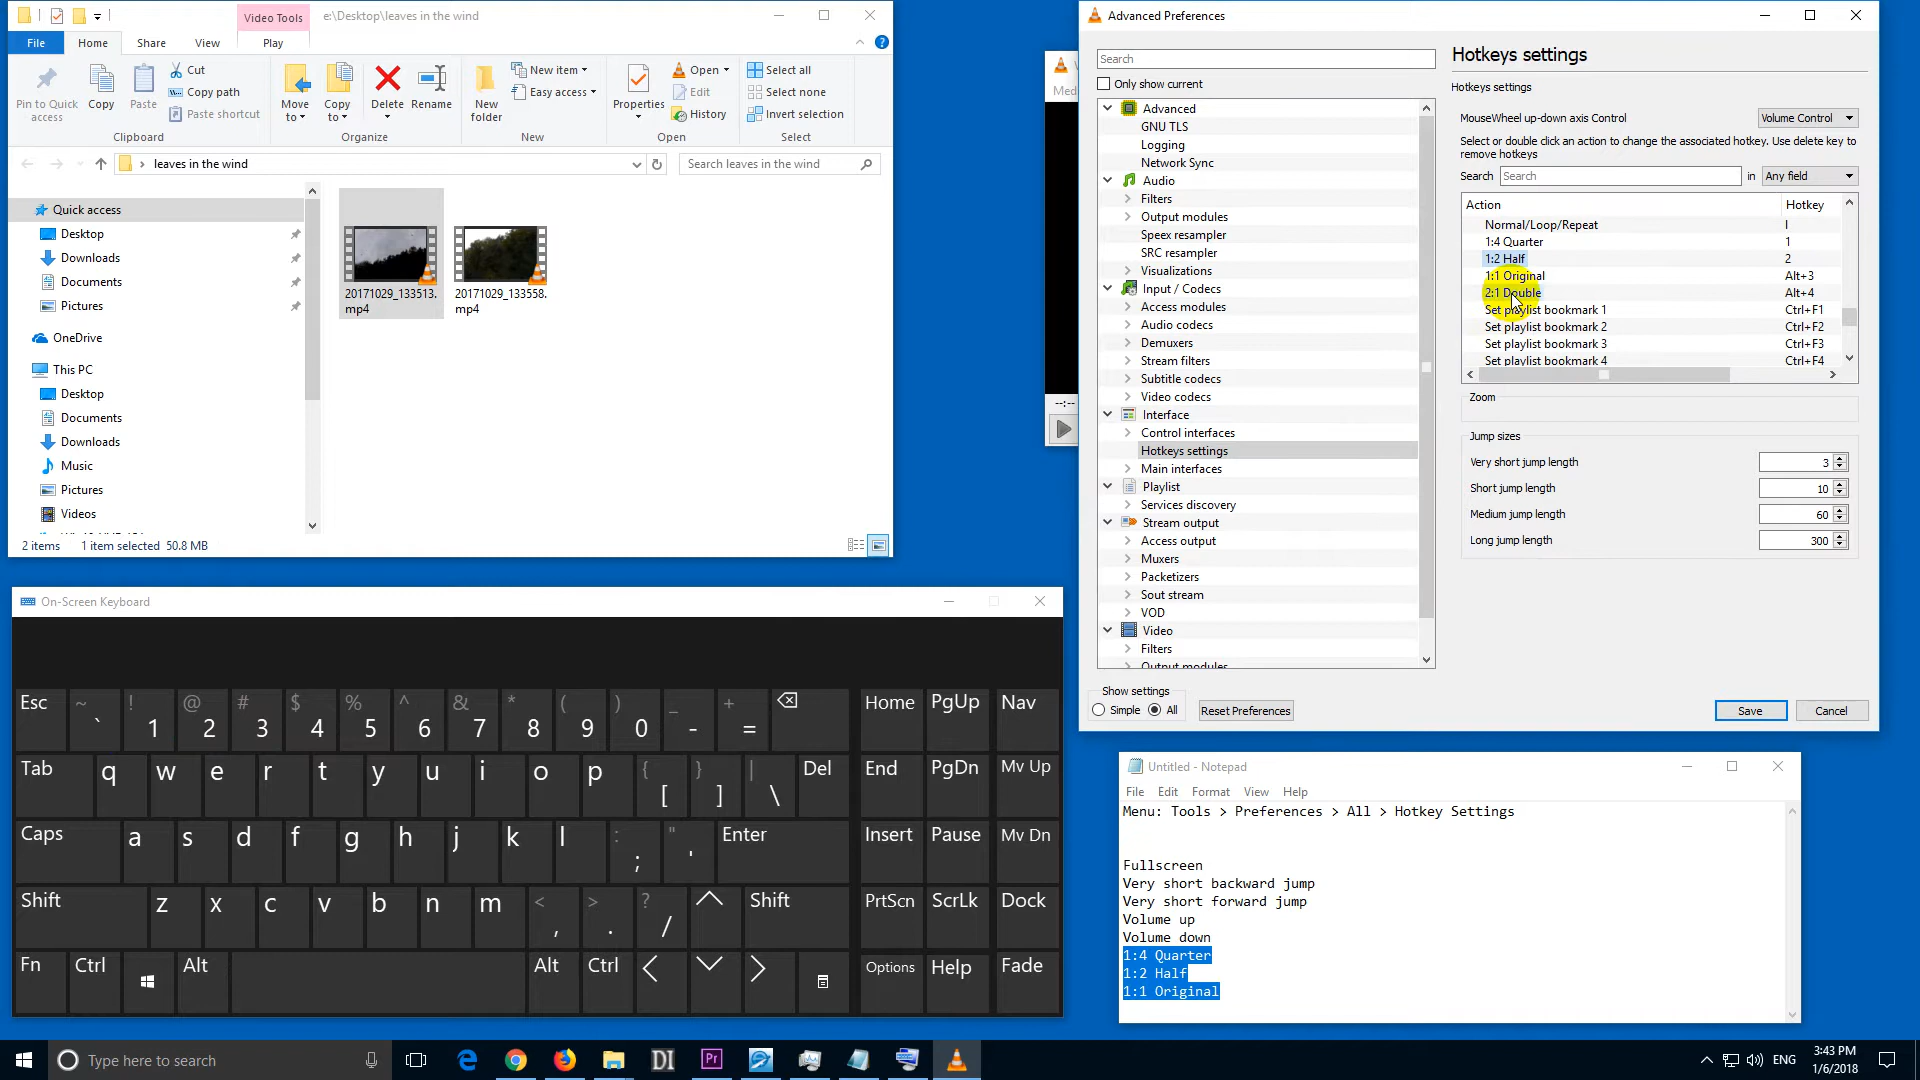 Video Tools
e:\Desktop\leaves in the wind
File
Home
Share
View
Play
Pin to Quick access
Copy
Paste
Cut
Copy path
Paste shortcut
Clipboard
Move to
Copy to
Delete
Rename
Organize
New folder
New item
Easy access
New
Properties
Open
Edit
History
Open
Select all
Select none
Invert selection
Select
leaves in the wind
Search leaves in the wind
Quick access
Desktop
Downloads
Documents
Pictures
OneDrive
This PC
Desktop
Documents
Downloads
Music
Pictures
Videos
20171029_133513.
mp4
20171029_133558.
mp4
2 items
1 item selected 50.8 MB
Med
--:--
Advanced Preferences
Search
Only show current
Advanced
GNU TLS
Logging
Network Sync
Audio
Filters
Output modules
Speex resampler
SRC resampler
Visualizations
Input / Codecs
Access modules
Audio codecs
Demuxers
Stream filters
Subtitle codecs
Video codecs
Interface
Control interfaces
Hotkeys settings
Main interfaces
Playlist
Services discovery
Stream output
Access output
Muxers
Packetizers
Sout stream
VOD
Video
Filters
Output modules
Hotkeys settings
Hotkeys settings
MouseWheel up-down axis Control
Volume Control
Select or double click an action to change the associated hotkey. Use delete key to
remove hotkeys
Search
Search
in
Any field
Action Hotkey
Normal/Loop/Repeat l
1:4 Quarter 1
1:2 Half 2
1:1 Original Alt+3
2:1 Double Alt+4
Set playlist bookmark 1 Ctrl+F1
Set playlist bookmark 2 Ctrl+F2
Set playlist bookmark 3 Ctrl+F3
Set playlist bookmark 4 Ctrl+F4
Zoom
Jump sizes
Very short jump length 3
Short jump length 10
Medium jump length 60
Long jump length 300
Show settings
Simple
All
Reset Preferences
Save
Cancel
On-Screen Keyboard
Esc ~ ` ! 1 @ 2 # 3 $ 4 % 5 ^ 6 & 7 * 8 ( 9 ) 0 _ - + = Home PgUp Nav
Tab q w e r t y u i o p { [ } ] | \ Del End PgDn Mv Up
Caps a s d f g h j k l : ; " ' Enter Insert Pause Mv Dn
Shift z x c v b n m < , > . ? / Shift PrtScn ScrLk Dock
Fn Ctrl Alt Alt Ctrl Options Help Fade
Untitled - Notepad
File Edit Format View Help
Menu: Tools > Preferences > All > Hotkey Settings
Fullscreen
Very short backward jump
Very short forward jump
Volume up
Volume down
1:4 Quarter
1:2 Half
1:1 Original
Type here to search
DI
Pr
ENG
3:43 PM
1/6/2018